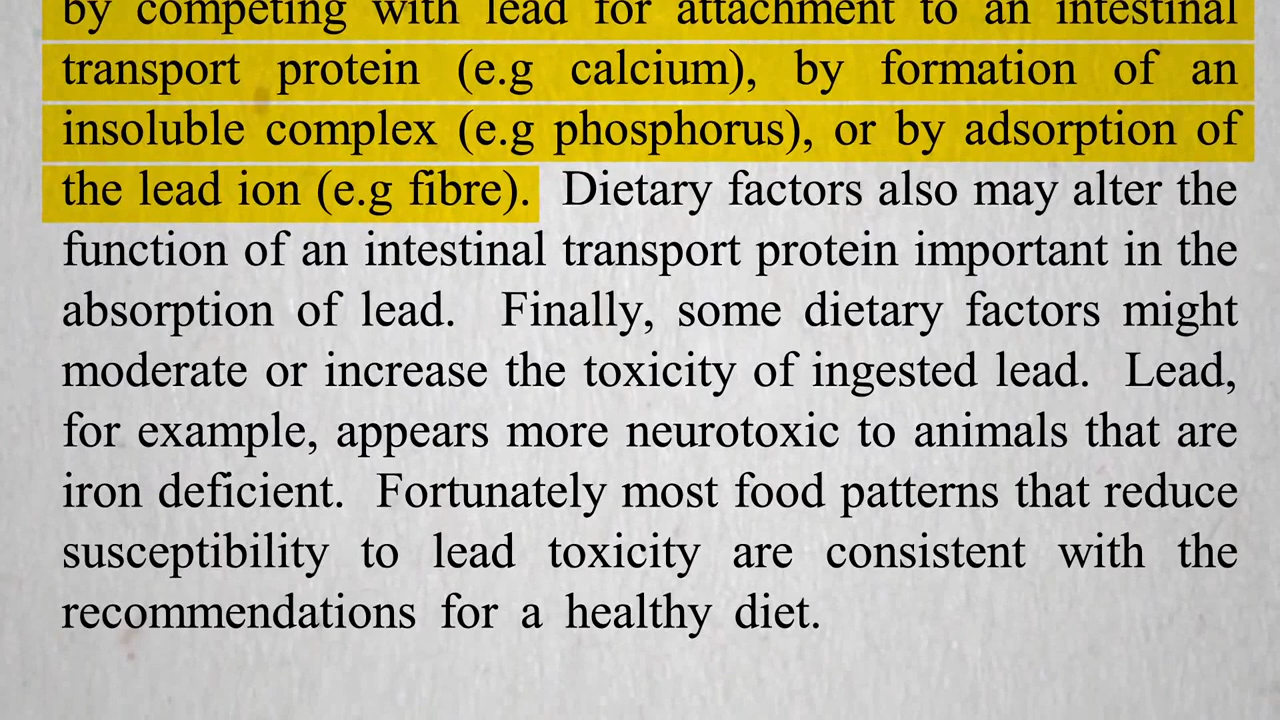 by competing with lead for attachment to an intestinal
transport protein (e.g calcium), by formation of an
insoluble complex (e.g phosphorus), or by adsorption of
the lead ion (e.g fibre). Dietary factors also may alter the
function of an intestinal transport protein important in the
absorption of lead. Finally, some dietary factors might
moderate or increase the toxicity of ingested lead. Lead,
for example, appears more neurotoxic to animals that are
iron deficient. Fortunately most food patterns that reduce
susceptibility to lead toxicity are consistent with the
recommendations for a healthy diet.